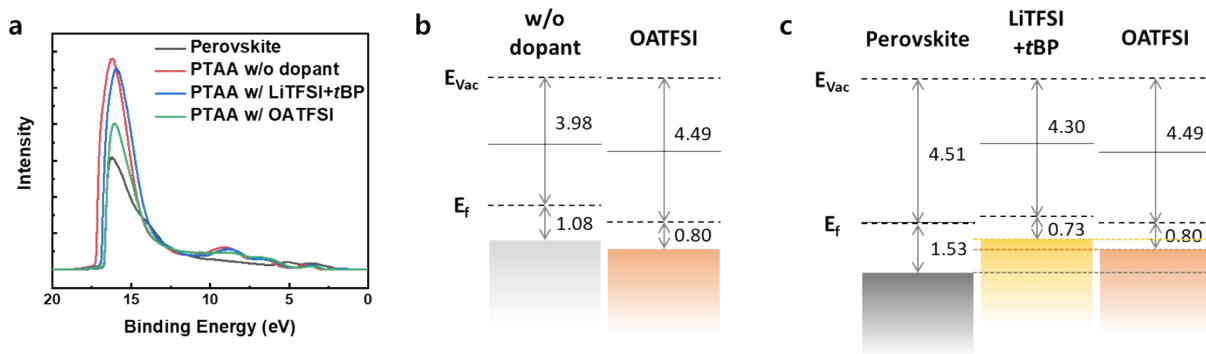 a
Perovskite
PTAA w/o dopant
PTAA w/ LiTFSI+tBP
PTAA w/ OATFSI
Intensity
20
15
10
5
0
Binding Energy (eV)
b
w/o
dopant
OATFSI
EVac
3.98
4.49
Ef
1.08
0.80
c
Perovskite
LiTFSI
+tBP
OATFSI
EVac
4.51
4.30
4.49
Ef
1.53
0.73
0.80